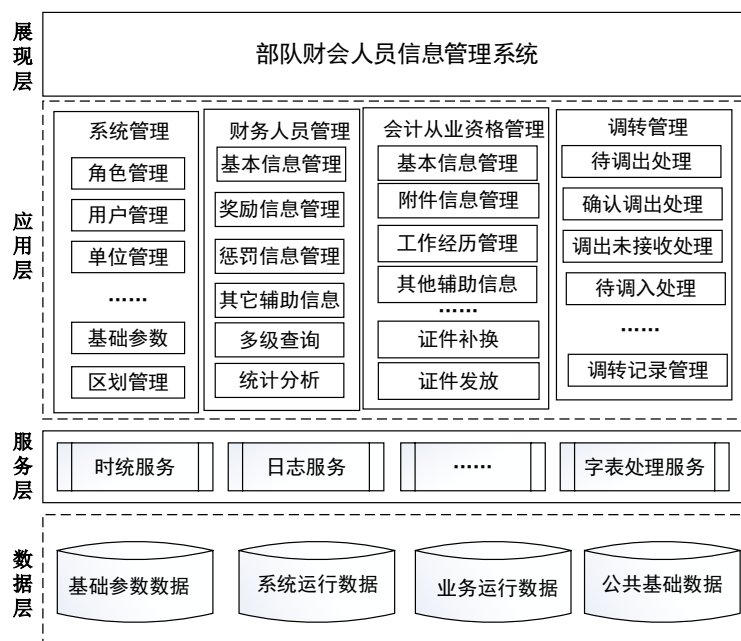 展现层
部队财会人员信息管理系统
应用层
系统管理
角色管理
用户管理
单位管理
······
基础参数
区划管理
财务人员管理
基本信息管理
奖励信息管理
惩罚信息管理
其它辅助信息
多级查询
统计分析
会计从业资格管理
基本信息管理
附件信息管理
工作经历管理
其他辅助信息
······
证件补换
证件发放
调转管理
待调出处理
确认调出处理
调出未接收处理
待调入处理
······
调转记录管理
服务层
时统服务
日志服务
······
字表处理服务
数据层
基础参数数据
系统运行数据
业务运行数据
公共基础数据